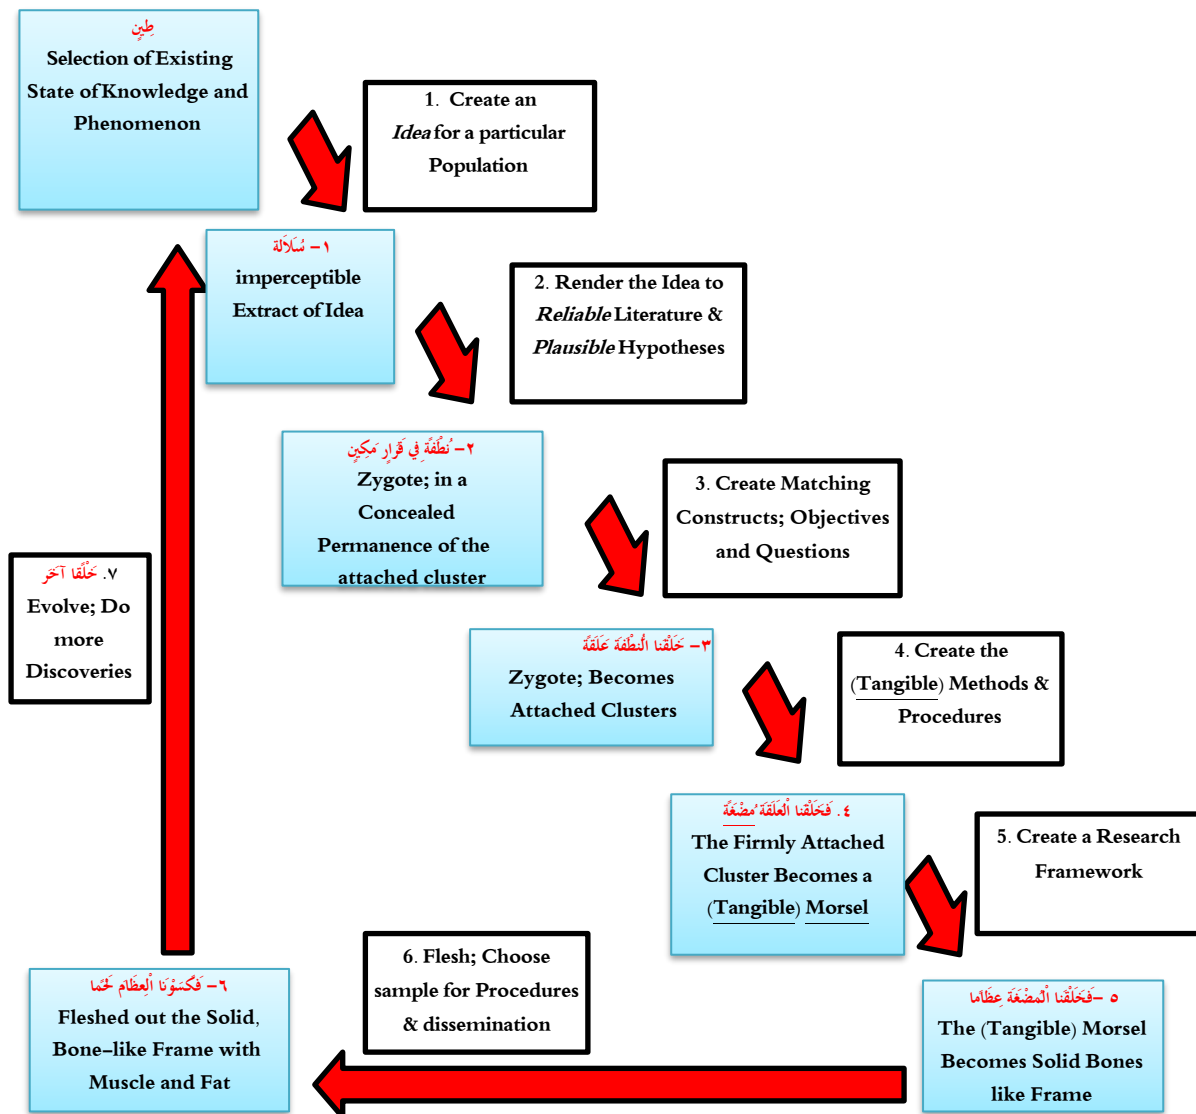 طِينٍ
Selection of Existing
State of Knowledge and
Phenomenon
1. Create an
Idea for a particular
Population
١- سُلَالَة
imperceptible
Extract of Idea
2. Render the Idea to
Reliable Literature &
Plausible Hypotheses
٢- نُطْفَةً فِي قَرَارٍ مَكِينٍ
Zygote; in a
Concealed
Permanence of the
attached cluster
3. Create Matching
Constructs; Objectives
and Questions
٣- خَلَقْنَا النُّطْفَةَ عَلَقَةً
Zygote; Becomes
Attached Clusters
4. Create the
(Tangible) Methods &
Procedures
٤. فَخَلَقْنَا الْعَلَقَةَ مُضْغَةً
The Firmly Attached
Cluster Becomes a
(Tangible) Morsel
5. Create a Research
Framework
٥ -فَخَلَقْنَا الْمُضْغَةَ عِظَامًا
The (Tangible) Morsel
Becomes Solid Bones
like Frame
6. Flesh; Choose
sample for Procedures
& dissemination
٦- فَكَسَوْنَا الْعِظَامَ لَحْمًا
Fleshed out the Solid,
Bone-like Frame with
Muscle and Fat
٧. خَلْقًا آخَر
Evolve; Do
more
Discoveries